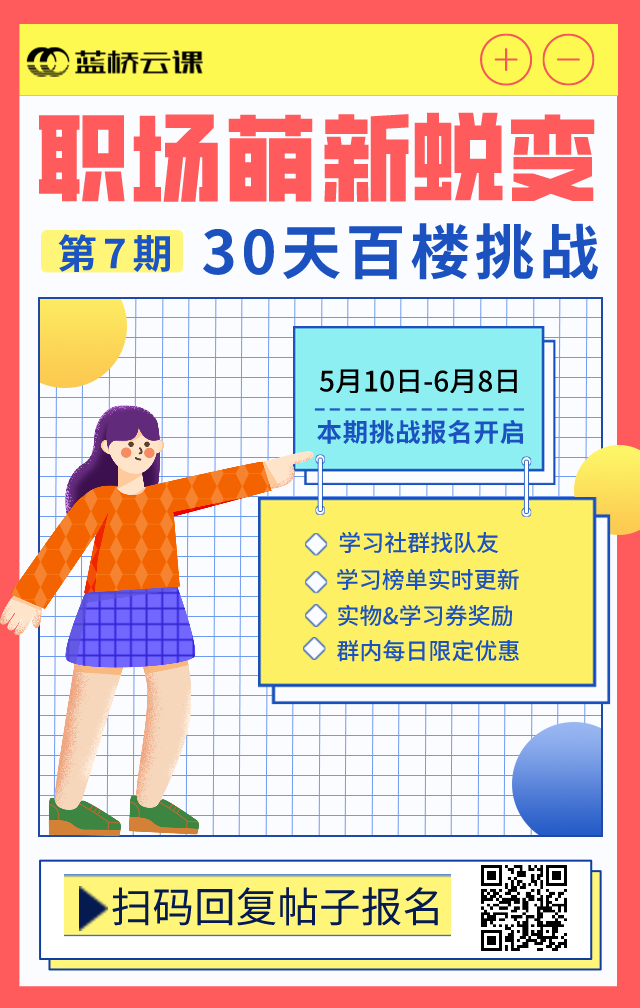 蓝桥云课
职场萌新蜕变
第7期 30天百楼挑战
5月10日-6月8日
本期挑战报名开启
学习社群找队友
学习榜单实时更新
实物&学习券奖励
群内每日限定优惠
扫码回复帖子报名